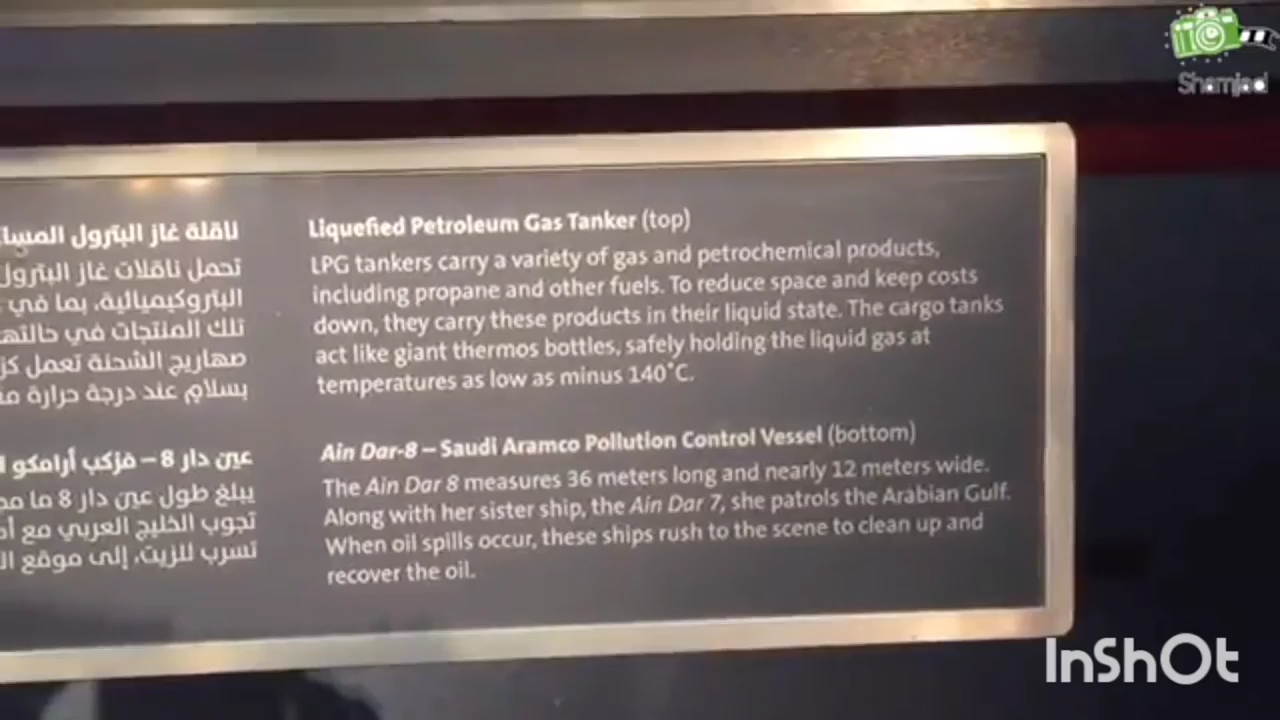 Shamjad
ناقلة غاز البترول
تحمل ناقلات غاز البترول
البتروكيميائية، بما في
تلك المنتجات في
صهاريج الشحنة تعمل
بسلام عند درجة حرارة
Liquefied Petroleum Gas Tanker (top)
LPG tankers carry a variety of gas and petrochemical products,
including propane and other fuels. To reduce space and keep costs
down, they carry these products in their liquid state. The cargo tanks
act like giant thermos bottles, safely holding the liquid gas at
temperatures as low as minus 140°C.
عين دار 8 – مركب أرامكو
يبلغ طول عين دار 8 ما
تجوب الخليج العربي مع
تسرب للزيت، إلى موقع
Ain Dar-8 – Saudi Aramco Pollution Control Vessel (bottom)
The Ain Dar 8 measures 36 meters long and nearly 12 meters wide.
Along with her sister ship, the Ain Dar 7, she patrols the Arabian Gulf.
When oil spills occur, these ships rush to the scene to clean up and
recover the oil.
InShOt